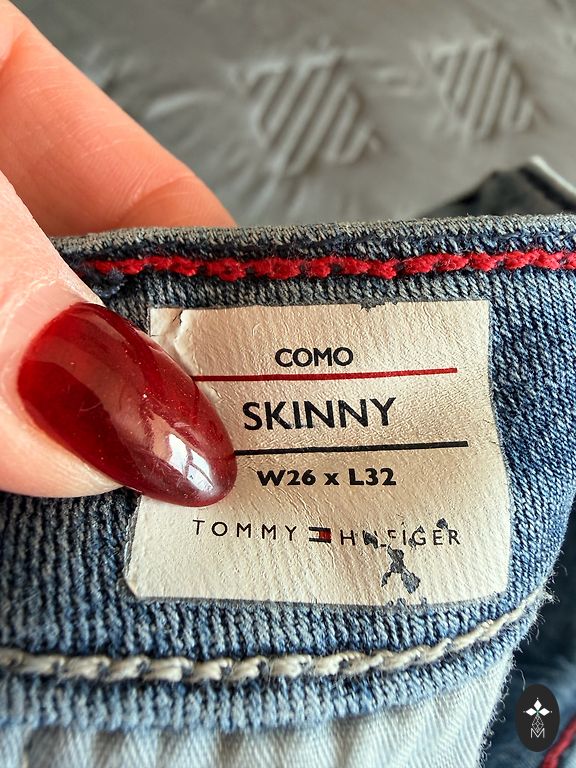 COMO
SKINNY
W26 x L32
TOMMY HILFIGER